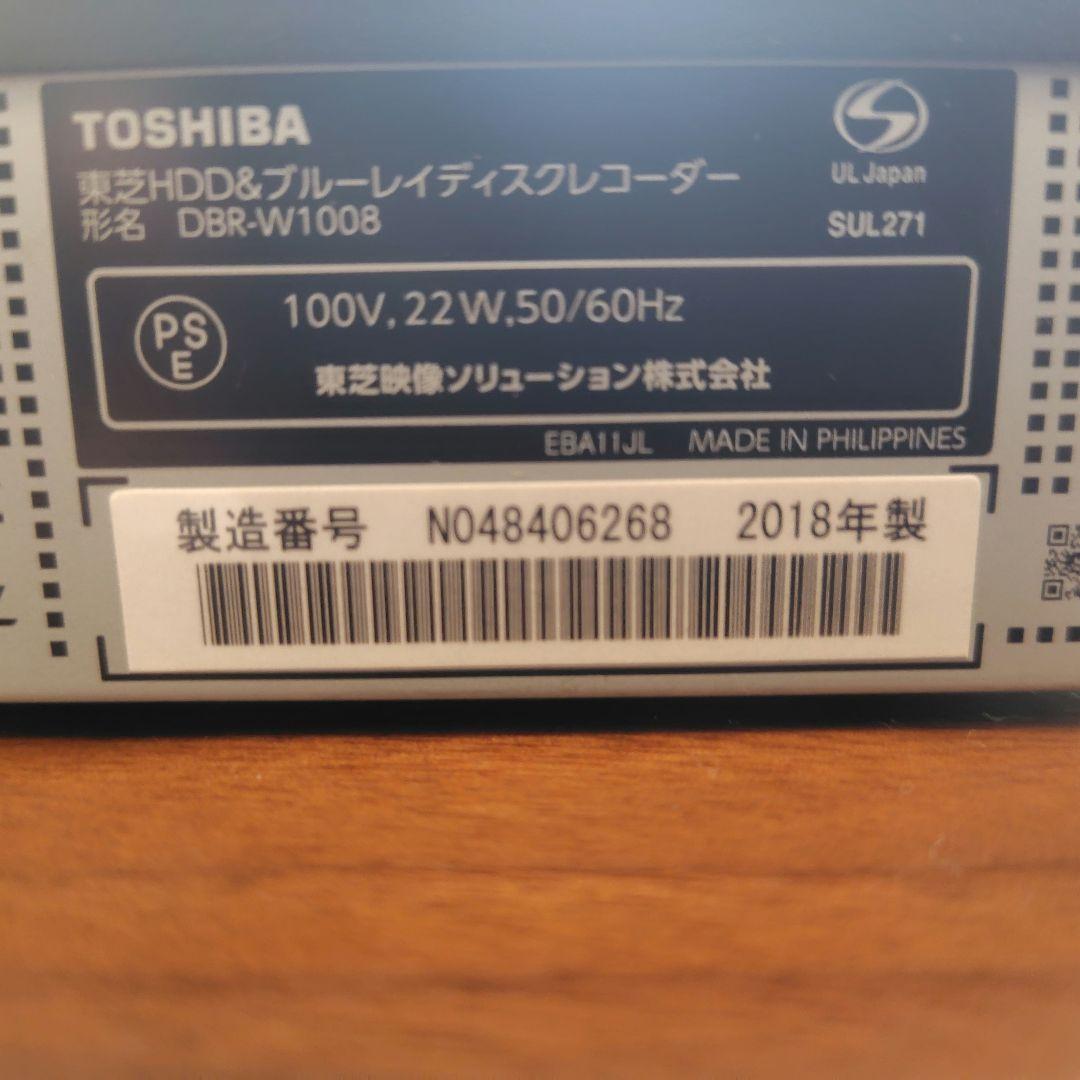 TOSHIBA
東芝HDD&ブルーレイディスクレコーダー
形名 DBR-W1008
UL Japan
SUL271
PS
E
100V,22W,50/60Hz
東芝映像ソリューション株式会社
EBA11JL MADE IN PHILIPPINES
製造番号 N048406268 2018年製